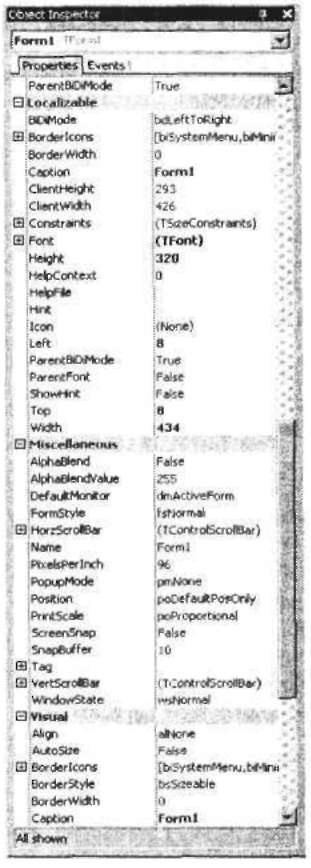 Object Inspector
Form1 TForm1
Properties Events
ParentBiDiMode True
Localizable
BiDiMode bdLeftToRight
BorderIcons [biSystemMenu,biMinii
BorderWidth 0
Caption Form1
ClientHeight 293
ClientWidth 426
Constraints (TSizeConstraints)
Font (TFont)
Height 320
HelpContext 0
HelpFile
Hint
Icon (None)
Left 8
ParentBiDiMode True
ParentFont False
ShowHint False
Top 8
Width 434
Miscellaneous
AlphaBlend False
AlphaBlendValue 255
DefaultMonitor dmActiveForm
FormStyle fsNormal
HorzScrollBar (TControlScrollBar)
Name Form1
PixelsPerInch 96
PopupMode pmNone
Position poDefaultPosOnly
PrintScale poProportional
ScreenSnap False
SnapBuffer 10
Tag
VertScrollBar (TControlScrollBar)
WindowState wsNormal
Visual
Align alNone
AutoSize False
BorderIcons [biSystemMenu,biMinii
BorderStyle bsSizeable
BorderWidth 0
Caption Form1
All shown